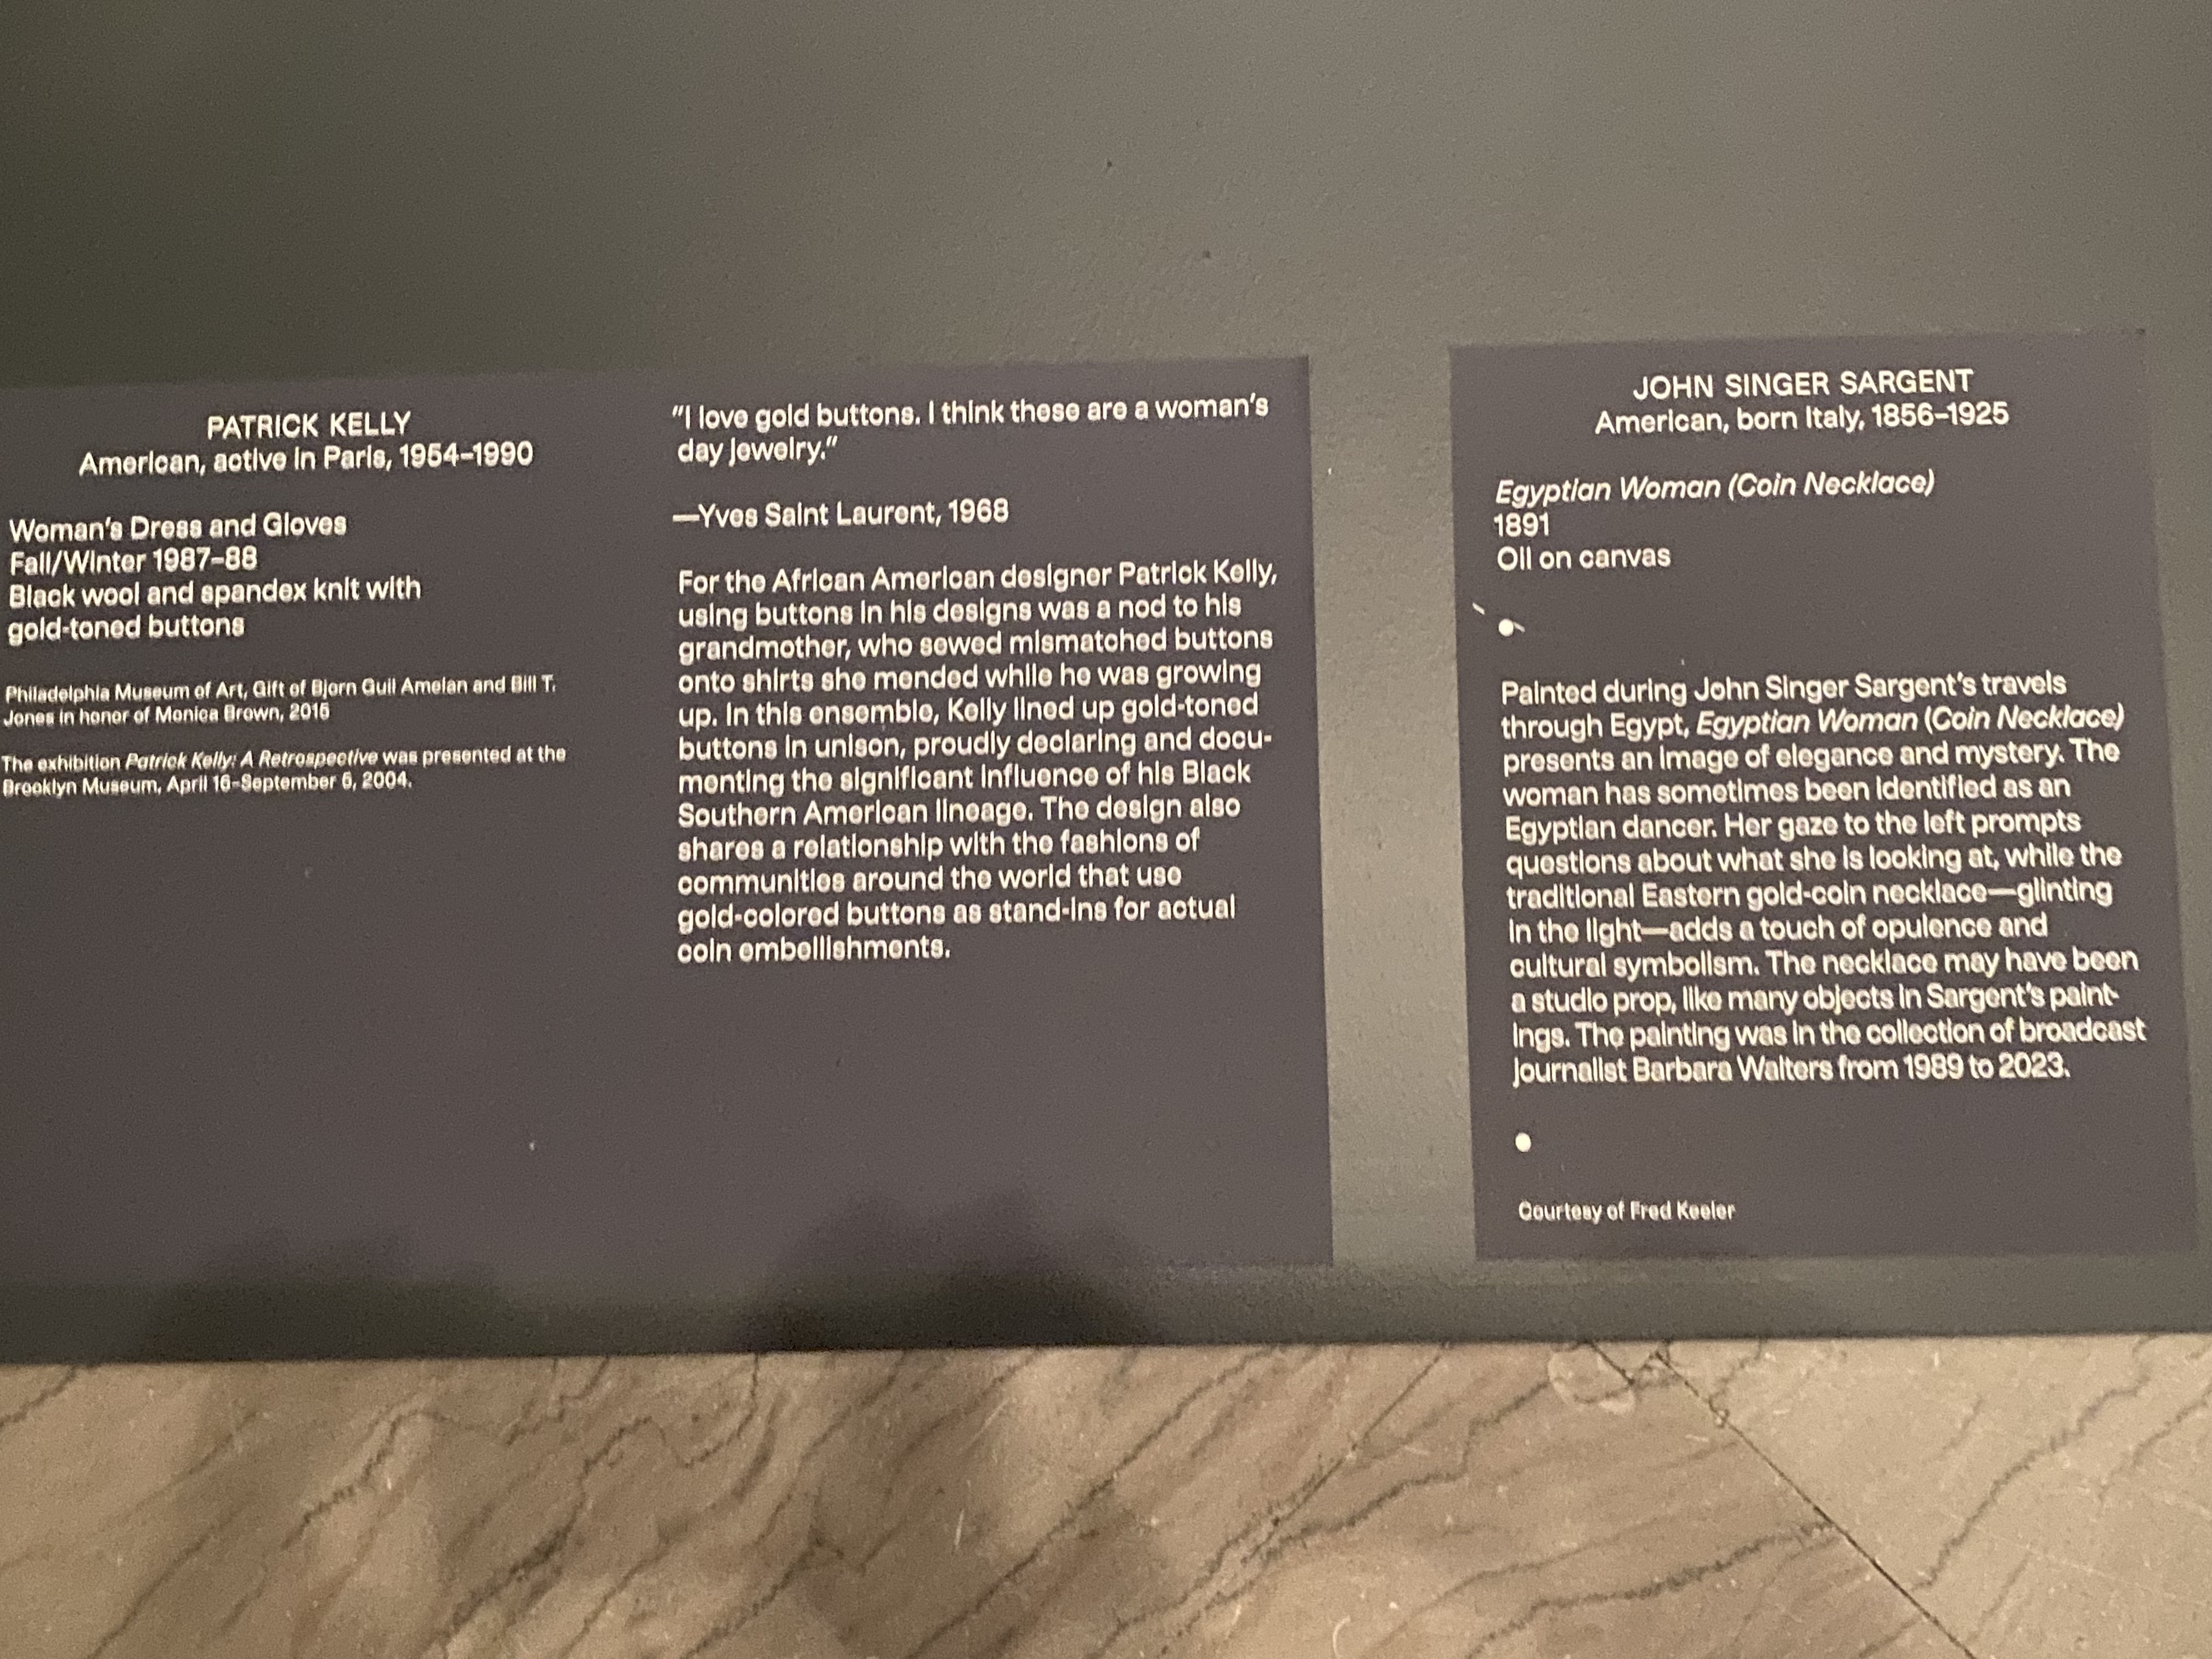 PATRICK KELLY
American, active in Paris, 1954–1990
Woman's Dress and Gloves
Fall/Winter 1987–88
Black wool and spandex knit with
gold-toned buttons
Philadelphia Museum of Art, Gift of Bjorn Guil Amelan and Bill T.
Jones in honor of Monica Brown, 2015
The exhibition Patrick Kelly: A Retrospective was presented at the
Brooklyn Museum, April 16–September 5, 2004.
"I love gold buttons. I think these are a woman's
day jewelry."
—Yves Saint Laurent, 1968
For the African American designer Patrick Kelly,
using buttons in his designs was a nod to his
grandmother, who sewed mismatched buttons
onto shirts she mended while he was growing
up. In this ensemble, Kelly lined up gold-toned
buttons in unison, proudly declaring and docu-
menting the significant influence of his Black
Southern American lineage. The design also
shares a relationship with the fashions of
communities around the world that use
gold-colored buttons as stand-ins for actual
coin embellishments.
JOHN SINGER SARGENT
American, born Italy, 1856–1925
Egyptian Woman (Coin Necklace)
1891
Oil on canvas
Painted during John Singer Sargent's travels
through Egypt, Egyptian Woman (Coin Necklace)
presents an image of elegance and mystery. The
woman has sometimes been identified as an
Egyptian dancer. Her gaze to the left prompts
questions about what she is looking at, while the
traditional Eastern gold-coin necklace—glinting
in the light—adds a touch of opulence and
cultural symbolism. The necklace may have been
a studio prop, like many objects in Sargent's paint-
ings. The painting was in the collection of broadcast
journalist Barbara Walters from 1989 to 2023.
Courtesy of Fred Keeler